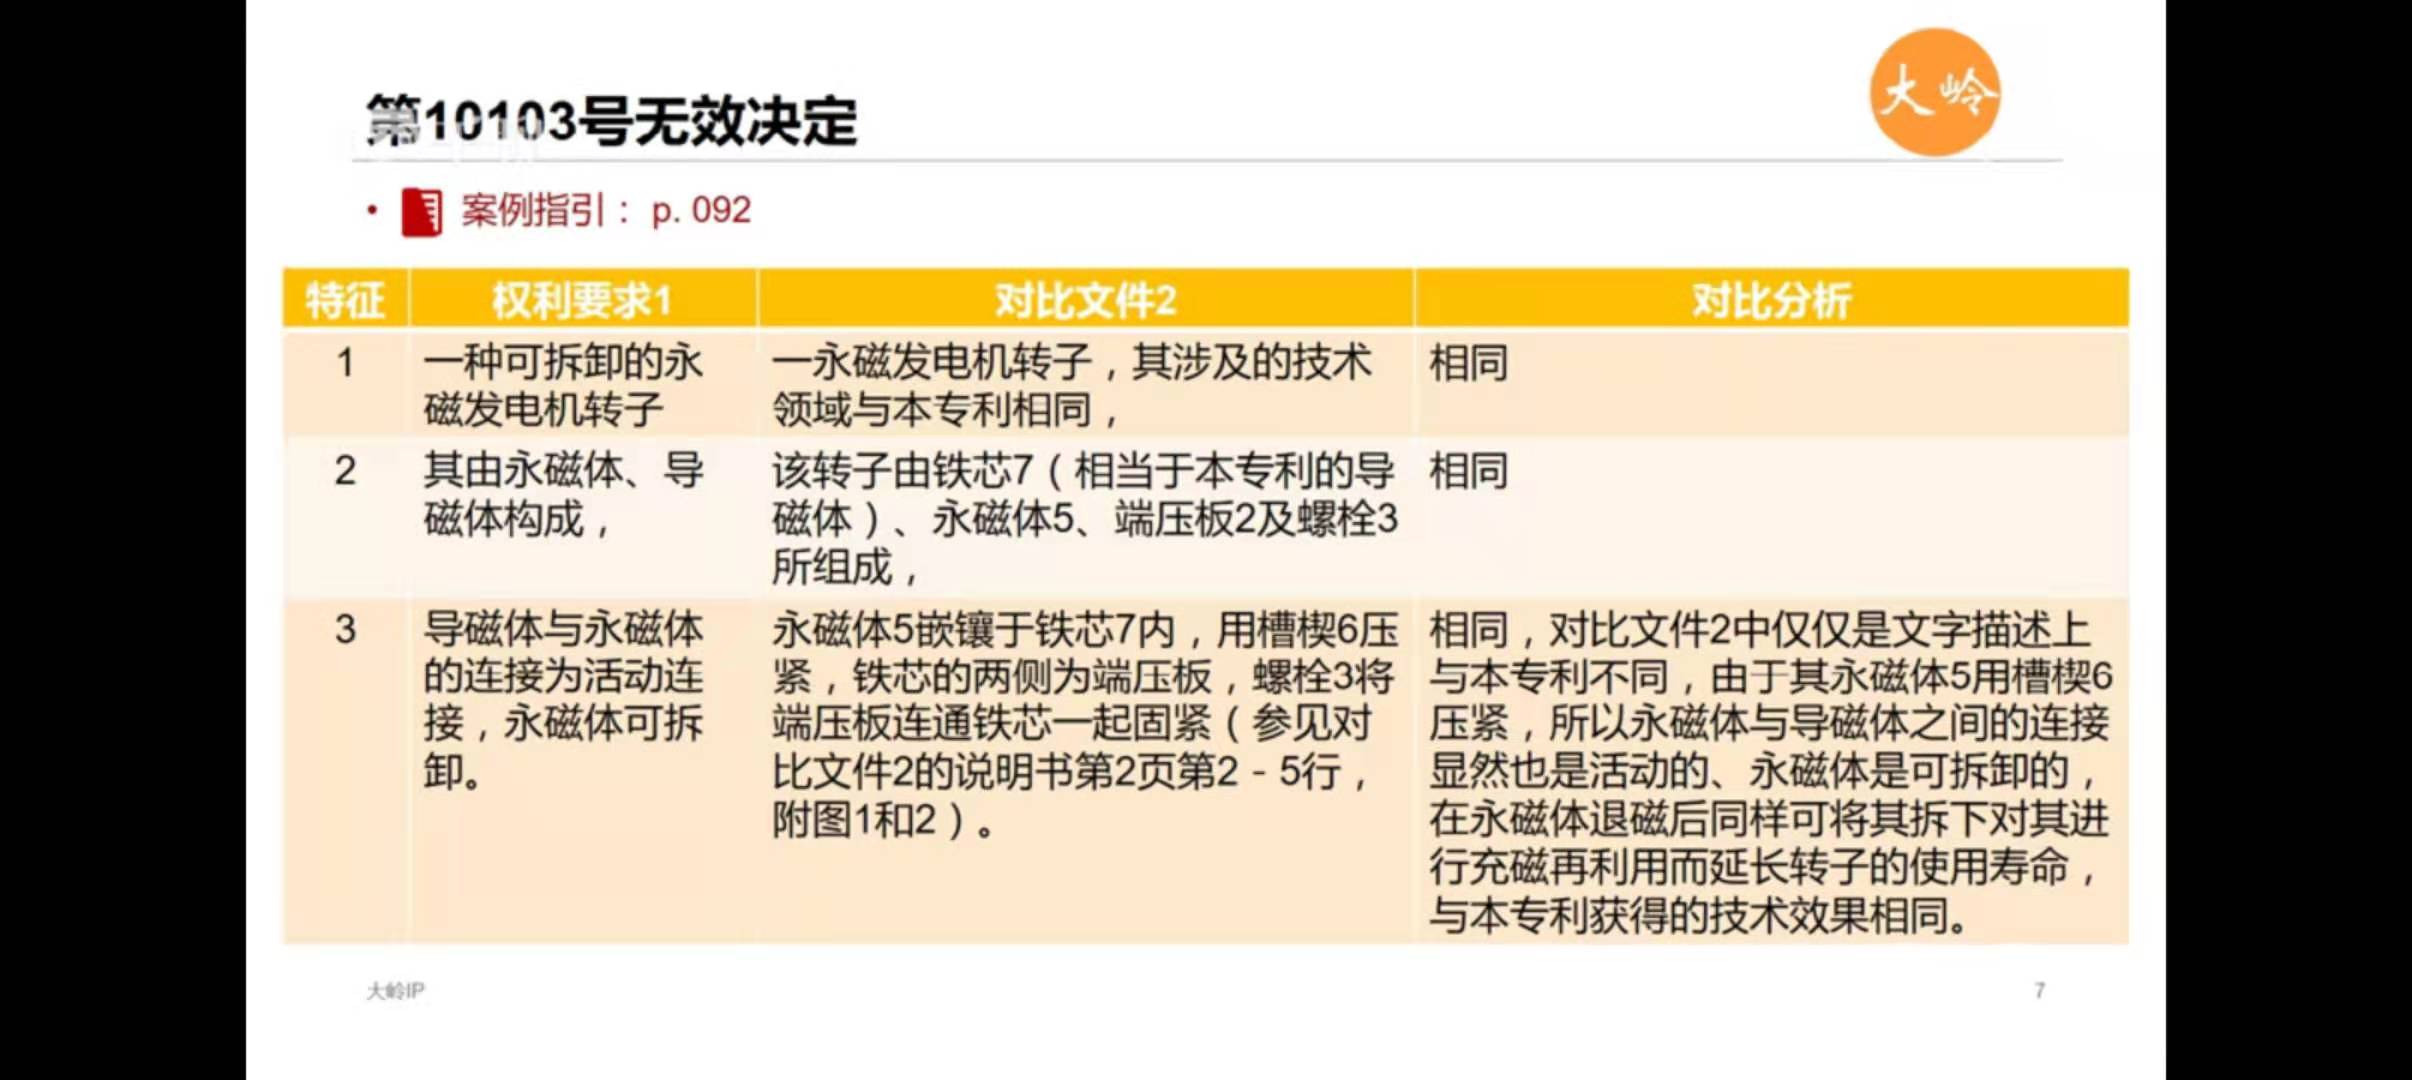 大岭
第10103号无效决定
• 案例指引： p. 092
特征 权利要求1 对比文件2 对比分析
1
一种可拆卸的永
磁发电机转子
一永磁发电机转子，其涉及的技术
领域与本专利相同，
相同
2
其由永磁体、导
磁体构成，
该转子由铁芯7（相当于本专利的导
磁体）、永磁体5、端压板2及螺栓3
所组成，
相同
3
导磁体与永磁体
的连接为活动连
接，永磁体可拆
卸。
永磁体5嵌镶于铁芯7内，用槽楔6压
紧，铁芯的两侧为端压板，螺栓3将
端压板连通铁芯一起固紧（参见对
比文件2的说明书第2页第2 - 5行，
附图1和2）。
相同，对比文件2中仅仅是文字描述上
与本专利不同，由于其永磁体5用槽楔6
压紧，所以永磁体与导磁体之间的连接
显然也是活动的、永磁体是可拆卸的，
在永磁体退磁后同样可将其拆下对其进
行充磁再利用而延长转子的使用寿命，
与本专利获得的技术效果相同。
大岭IP
7